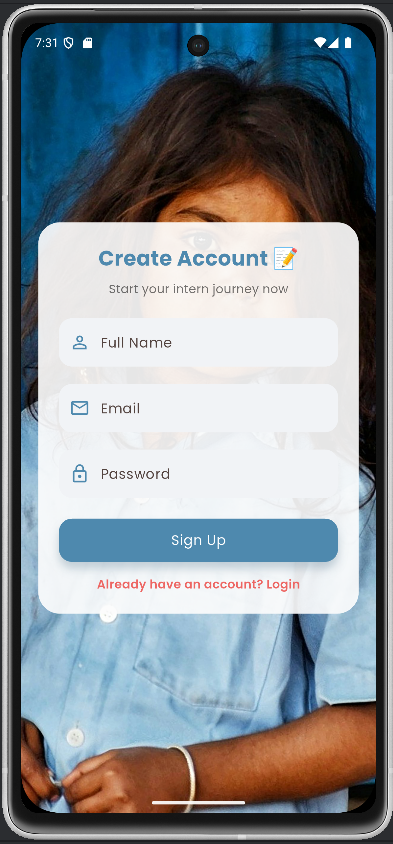 7:31
Create Account 📝
Start your intern journey now
Full Name
Email
Password
Sign Up
Already have an account? Login